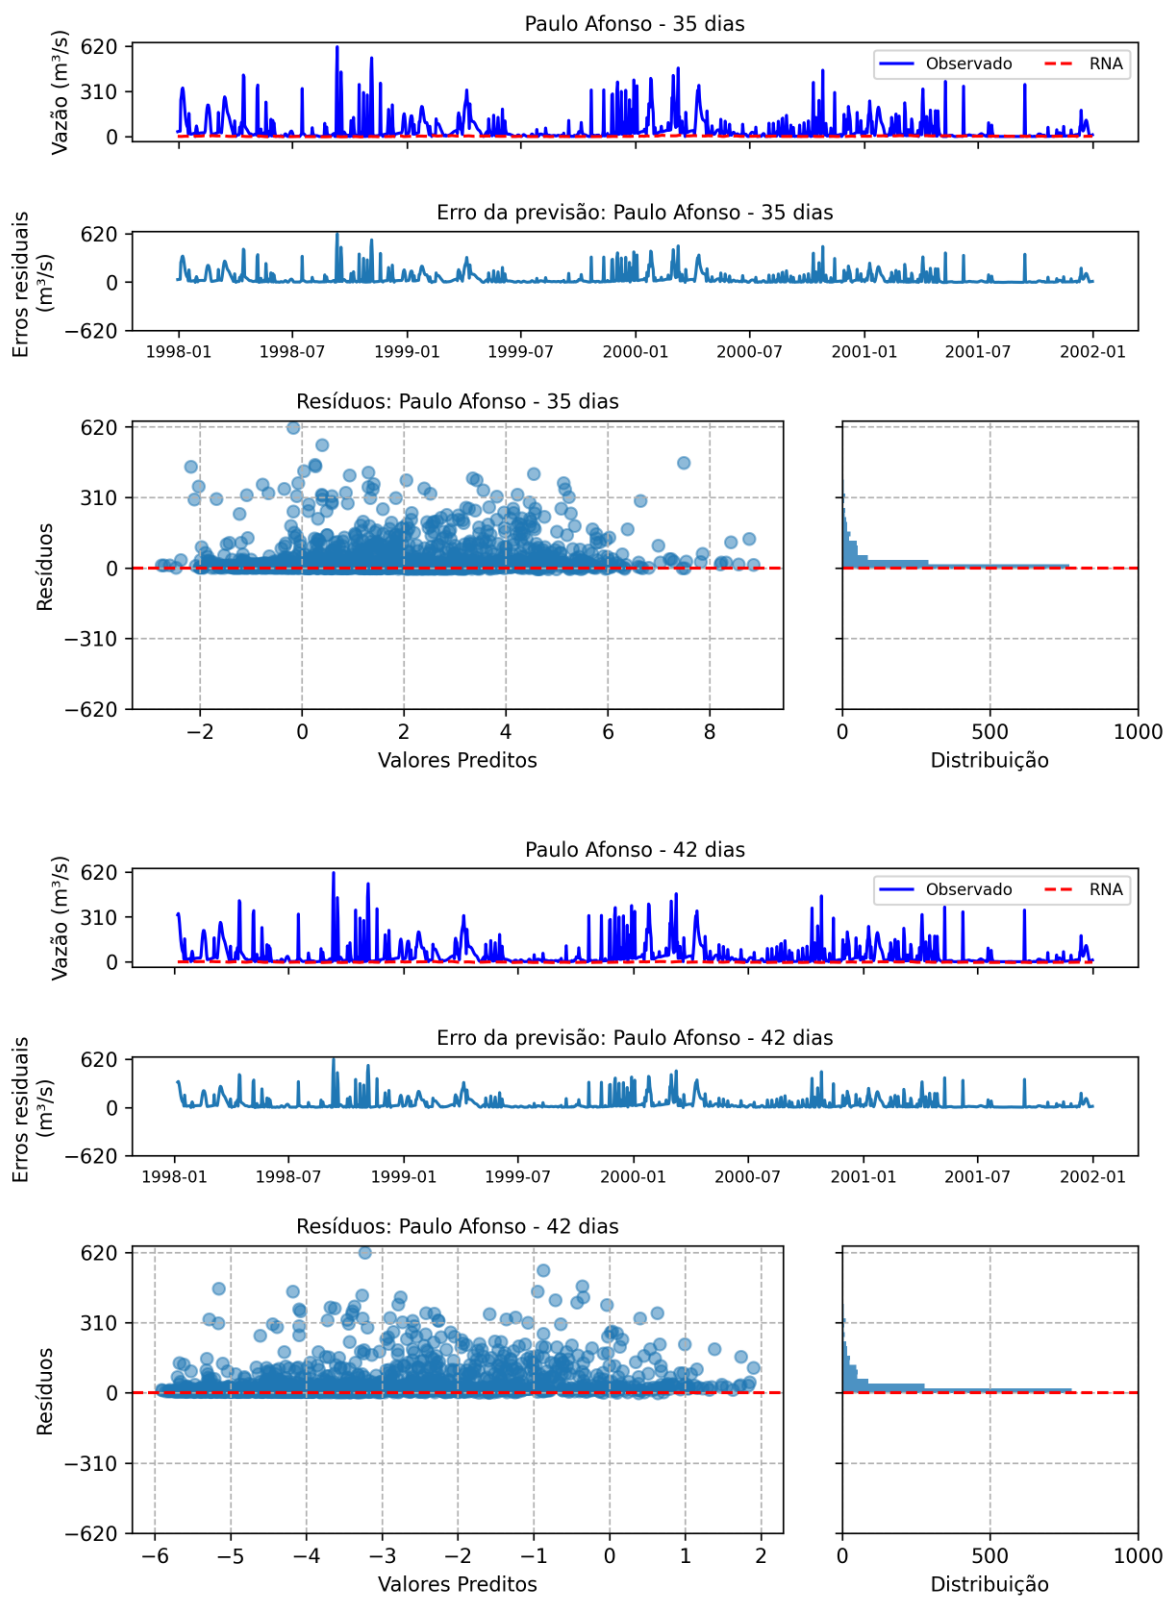 Paulo Afonso - 35 dias
Vazão (m³/s)
620
310
0
Observado
RNA
Erro da previsão: Paulo Afonso - 35 dias
Erros residuais
(m³/s)
620
0
−620
1998-01 1998-07 1999-01 1999-07 2000-01 2000-07 2001-01 2001-07 2002-01
Resíduos: Paulo Afonso - 35 dias
Resíduos
620
310
0
−310
−620
−2 0 2 4 6 8
Valores Preditos
0 500 1000
Distribuição
Paulo Afonso - 42 dias
Vazão (m³/s)
620
310
0
Observado
RNA
Erro da previsão: Paulo Afonso - 42 dias
Erros residuais
(m³/s)
620
0
−620
1998-01 1998-07 1999-01 1999-07 2000-01 2000-07 2001-01 2001-07 2002-01
Resíduos: Paulo Afonso - 42 dias
Resíduos
620
310
0
−310
−620
−6 −5 −4 −3 −2 −1 0 1 2
Valores Preditos
0 500 1000
Distribuição